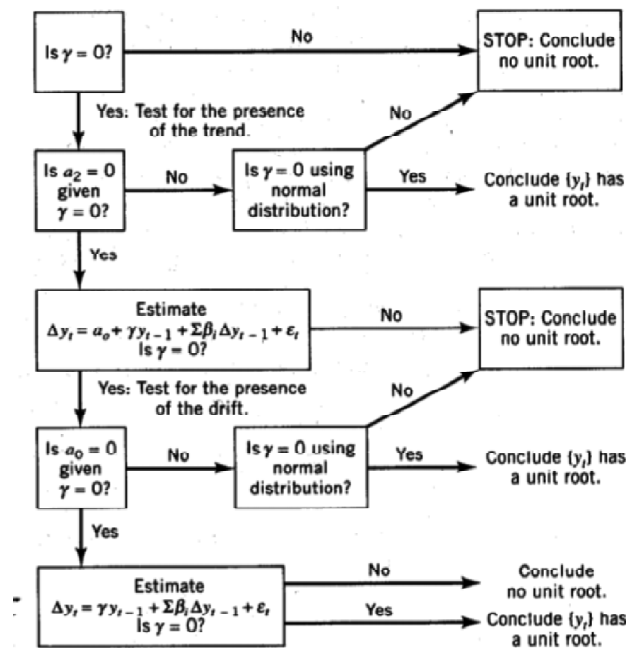 Is γ = 0?
No
STOP: Conclude
no unit root.
Yes: Test for the presence
of the trend.
No
Is a₂ = 0
given
γ = 0?
No
Is γ = 0 using
normal
distribution?
Yes
Conclude {yₜ} has
a unit root.
Yes
Estimate
Δyₜ = aₒ + γyₜ₋₁ + Σβᵢ Δyₜ₋₁ + εₜ
Is γ = 0?
No
STOP: Conclude
no unit root.
Yes: Test for the presence
of the drift.
No
Is a₀ = 0
given
γ = 0?
No
Is γ = 0 using
normal
distribution?
Yes
Conclude {yₜ} has
a unit root.
Yes
Estimate
Δyₜ = γyₜ₋₁ + Σβᵢ Δyₜ₋₁ + εₜ
Is γ = 0?
No
Conclude
no unit root.
Yes
Conclude {yₜ} has
a unit root.